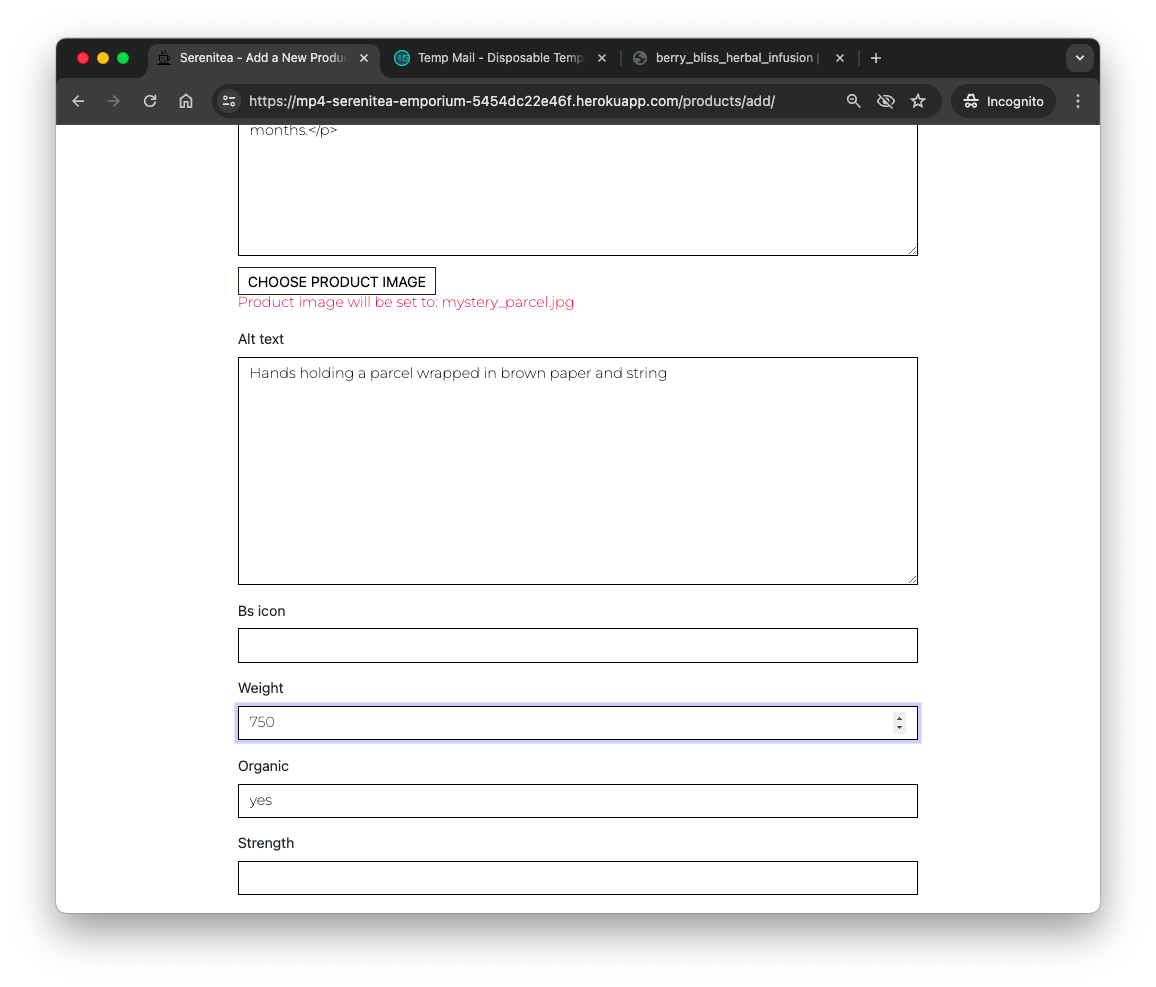 Serenitea - Add a New Produ
Temp Mail - Disposable Temp
berry_bliss_herbal_infusion |
https://mp4-serenitea-emporium-5454dc22e46f.herokuapp.com/products/add/
Incognito
months.</p>
CHOOSE PRODUCT IMAGE
Product image will be set to: mystery_parcel.jpg
Alt text
Hands holding a parcel wrapped in brown paper and string
Bs icon
Weight
750
Organic
yes
Strength